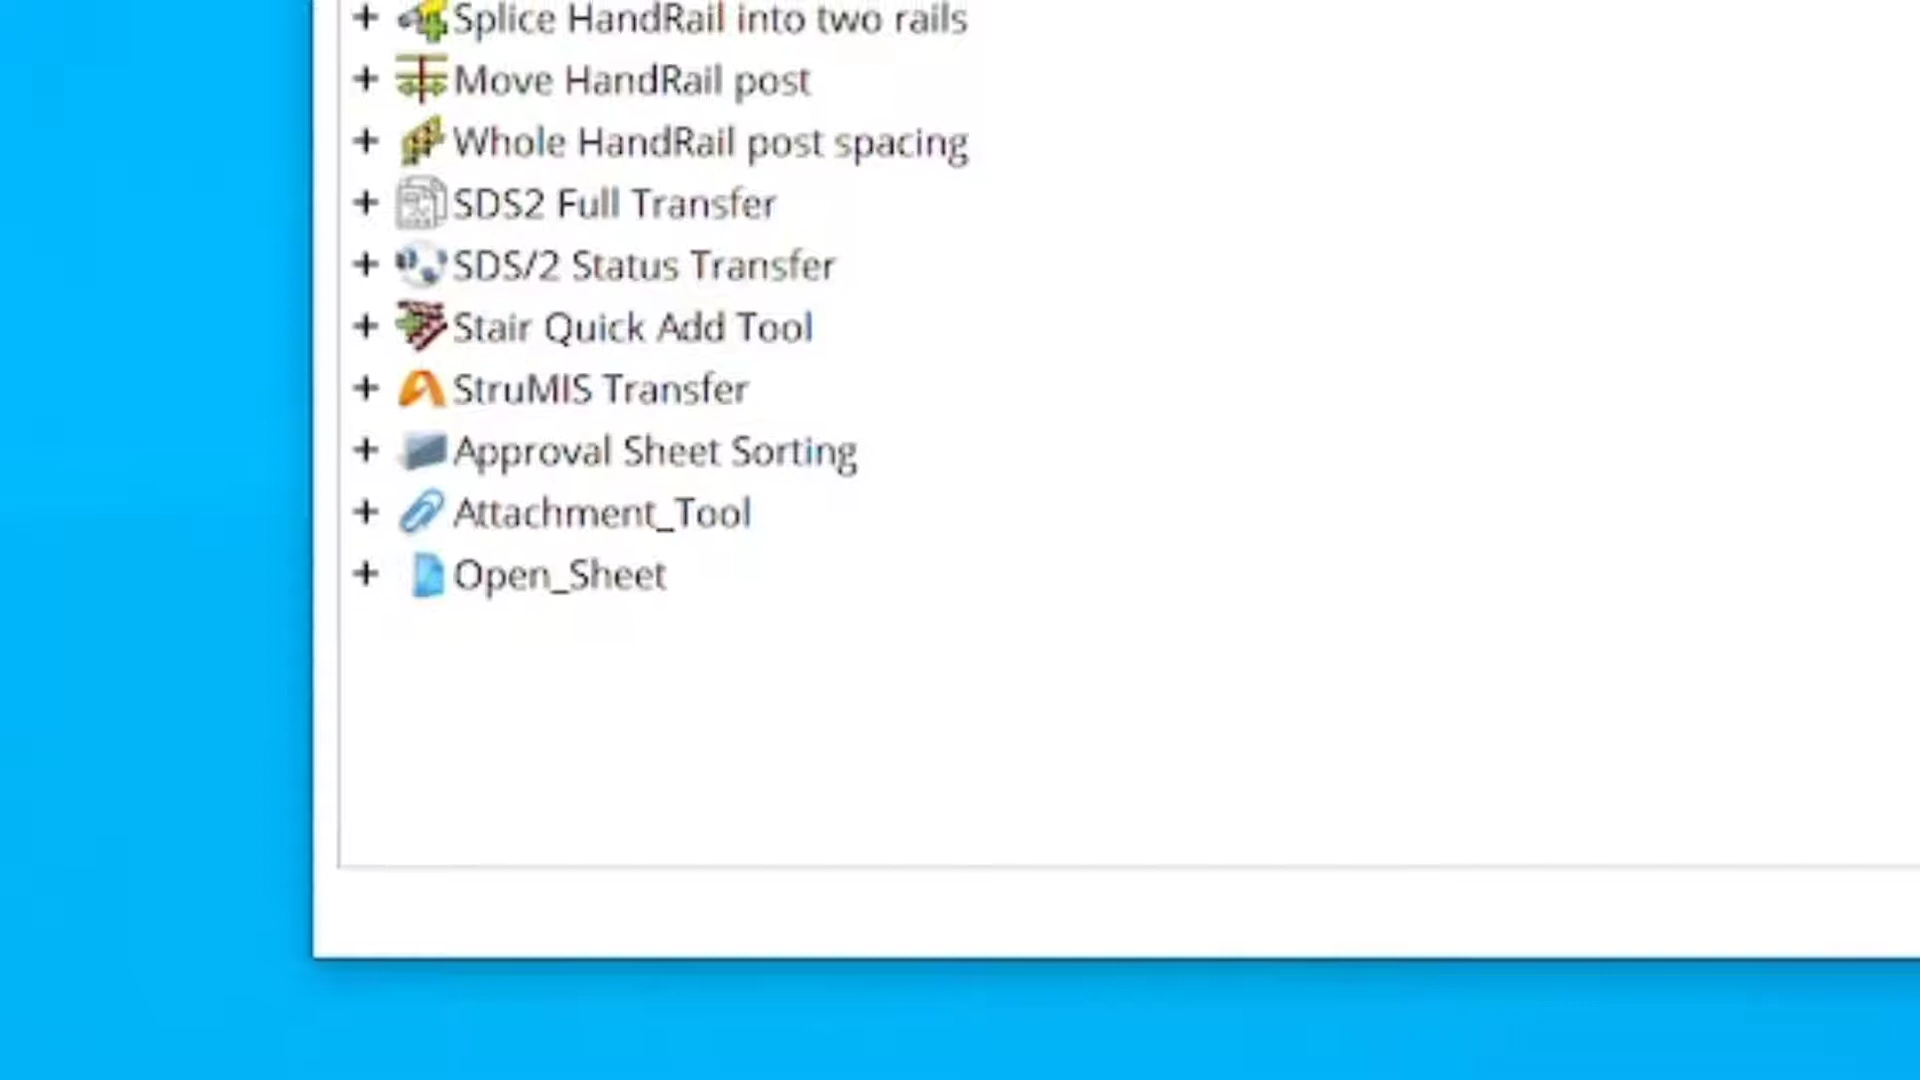 Splice HandRail into two rails
Move HandRail post
Whole HandRail post spacing
SDS2 Full Transfer
SDS/2 Status Transfer
Stair Quick Add Tool
StruMIS Transfer
Approval Sheet Sorting
Attachment_Tool
Open_Sheet